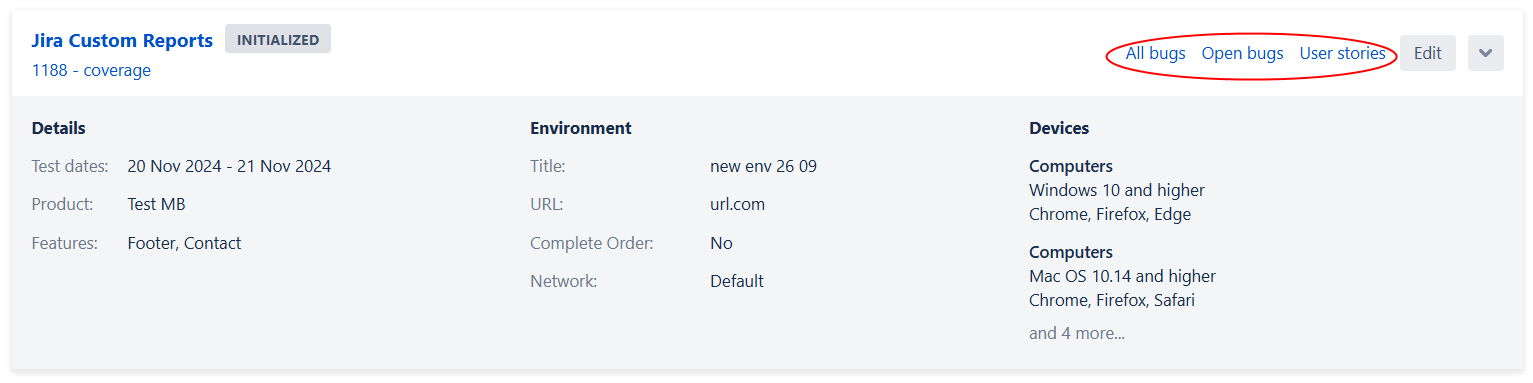 Jira Custom Reports INITIALIZED
1188 - coverage
All bugs Open bugs User stories Edit
Details
Test dates: 20 Nov 2024 - 21 Nov 2024
Product: Test MB
Features: Footer, Contact
Environment
Title: new env 26 09
URL: url.com
Complete Order: No
Network: Default
Devices
Computers
Windows 10 and higher
Chrome, Firefox, Edge
Computers
Mac OS 10.14 and higher
Chrome, Firefox, Safari
and 4 more...